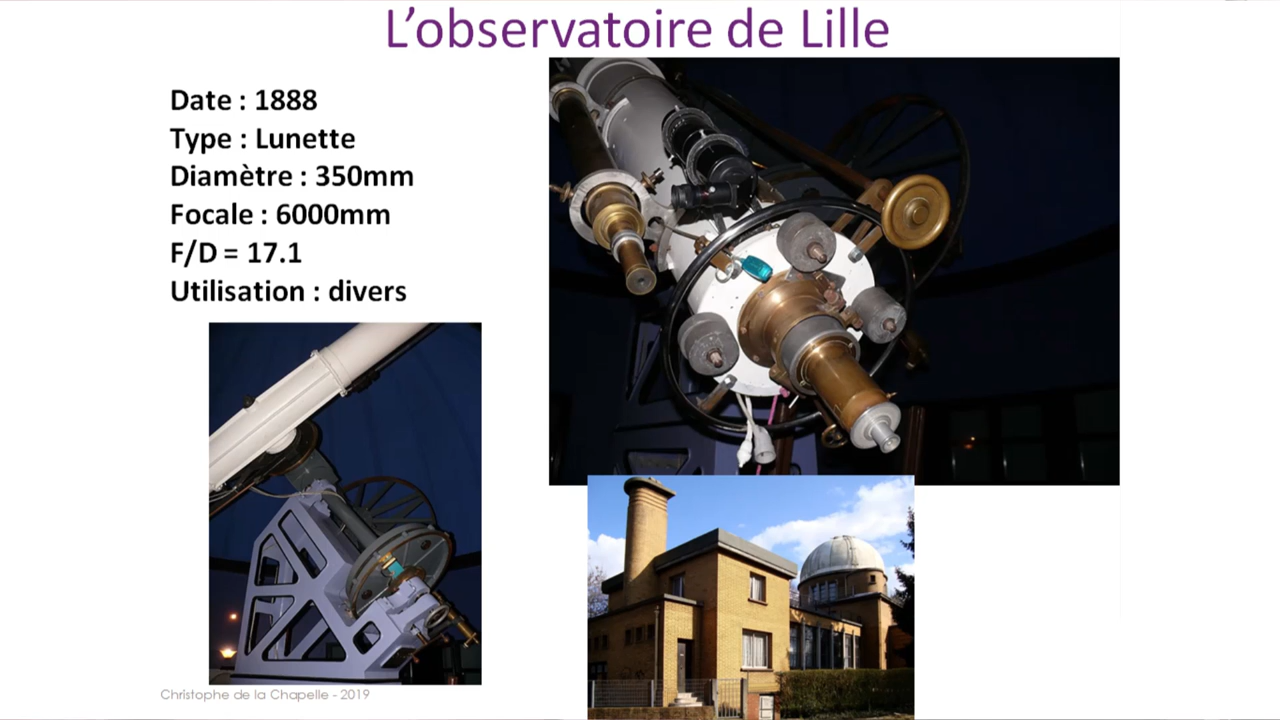 L’observatoire de Lille
Date : 1888
Type : Lunette
Diamètre : 350mm
Focale : 6000mm
F/D = 17.1
Utilisation : divers
Christophe de la Chapelle - 2019